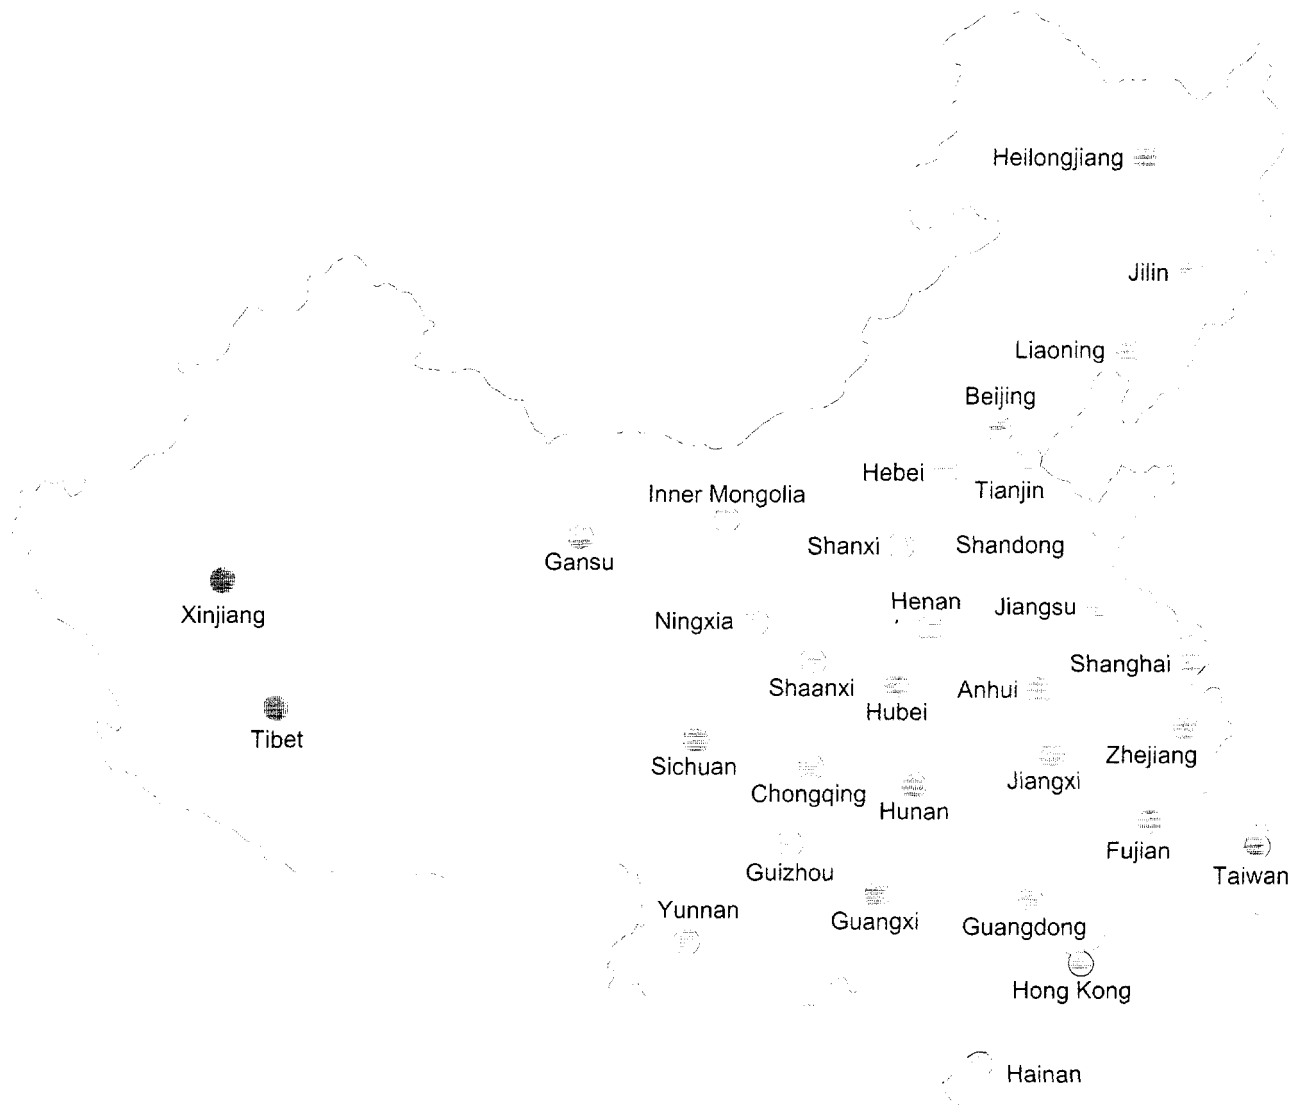 Heilongjiang
Jilin
Liaoning
Beijing
Hebei
Tianjin
Inner Mongolia
Gansu
Shanxi
Shandong
Xinjiang
Henan
Jiangsu
Ningxia
Shanghai
Shaanxi
Anhui
Hubei
Tibet
Zhejiang
Sichuan
Jiangxi
Chongqing
Hunan
Fujian
Guizhou
Taiwan
Yunnan
Guangxi
Guangdong
Hong Kong
Hainan